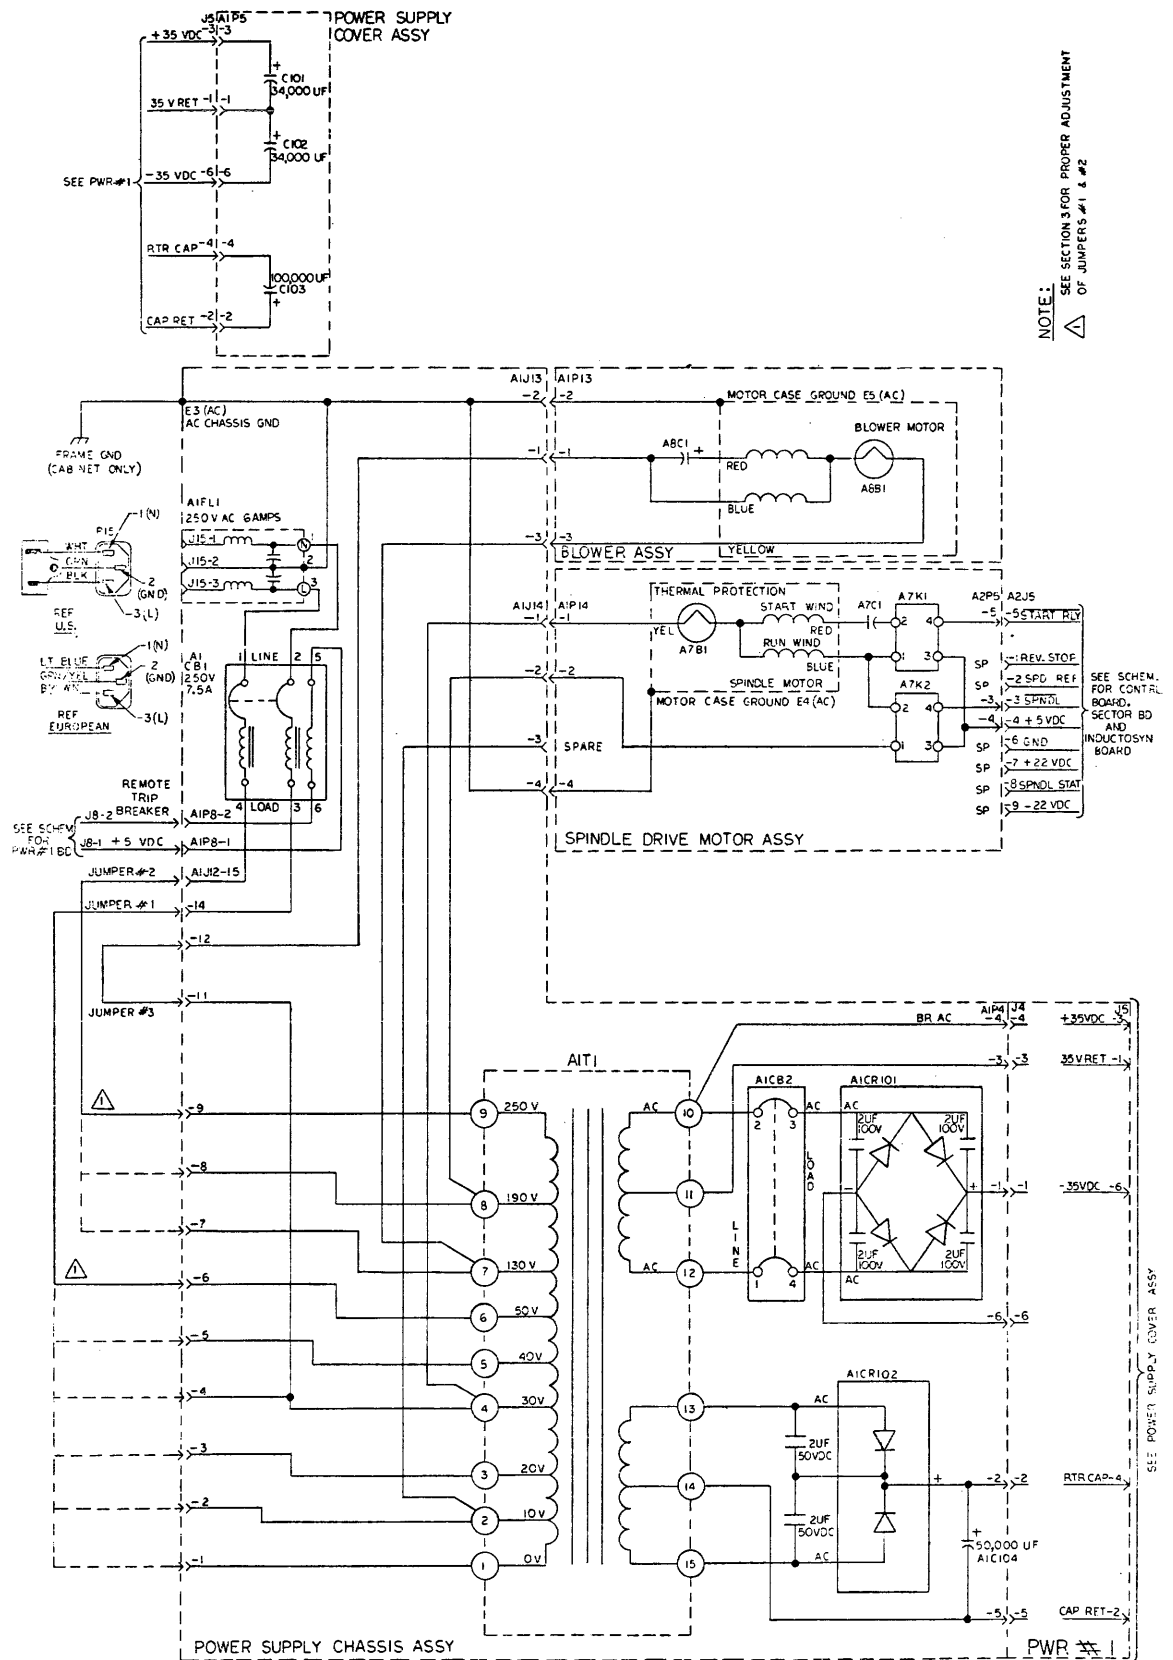 J5 A1P5
POWER SUPPLY
COVER ASSY
+35 VDC -3 -3
+
C101
34,000 UF
35 V RET -1 -1
+
C102
34,000 UF
SEE PWR#1
-35 VDC -6 -6
RTR CAP -4 -4
100,000 UF
C103
+
CAP RET -2 -2
NOTE:
1
SEE SECTION 3 FOR PROPER ADJUSTMENT
OF JUMPERS #1 & #2
A1J13 A1P13
-2 -2
MOTOR CASE GROUND E5 (AC)
E3 (AC)
AC CHASSIS GND
BLOWER MOTOR
FRAME GND
(CABINET ONLY)
-1 -1
A8C1 +
RED
A8B1
BLUE
-3 -3
BLOWER ASSY
YELLOW
A1FL1
250V AC 6AMPS
J15-1
N 1
J15-2
2
J15-3
L 3
P15
-1 (N)
WHT
GRN
BLK
2
(GND)
-3 (L)
REF
U.S.
-1 (N)
LT BLUE
GRN/YEL
BRWN
2
(GND)
-3 (L)
REF
EUROPEAN
A1
CB1
250V
7.5A
1 LINE 2 5
4 LOAD 3 6
REMOTE
TRIP
BREAKER
SEE SCHEM
FOR
PWR#1 BD
J8-2 A1P8-2
J8-1 +5 VDC A1P8-1
JUMPER #2 A1J12-15
JUMPER #1 -14
-12
-11
JUMPER #3
A1J14 A1P14
-1 -1
YEL
THERMAL PROTECTION
A7B1
START WIND
RED
RUN WIND
BLUE
A7C1
A7K1
2 4
1 3
-2 -2
SPINDLE MOTOR
MOTOR CASE GROUND E4 (AC)
A7K2
2 4
1 3
-3
SPARE
-4 -4
SPINDLE DRIVE MOTOR ASSY
A2P5 A2J5
-5 -5 START RLY
SP -1 REV. STOP
SP -2 SPD REF
-3 -3 SPNDL
-4 -4 +5 VDC
SP -6 GND
SP -7 +22 VDC
SP -8 SPNDL STAT
SP -9 -22 VDC
SEE SCHEM.
FOR CONTRL
BOARD,
SECTOR BD
AND
INDUCTOSYN
BOARD
A1T1
1
-9 9 250 V
-8 8 190 V
-7 7 130 V
1
-6 6 50 V
-5 5 40V
-4 4 30V
-3 3 20V
-2 2 10V
-1 1 0V
AC 10
11
AC 12
13
14
15
BR AC
A1P4 J4
-4 -4
J5
+35VDC -3
-3 -3
35 V RET -1
A1CB2
2 3
LINE
LOAD
1 4
AC
AC
A1CR101
AC
2UF
100V
2UF
100V
- +
2UF
100V
2UF
100V
AC
-1 -1
-35VDC -6
-6 -6
A1CR102
AC
2UF
50VDC
2UF
50VDC
AC
+
-2 -2
RTR CAP -4
+
50,000 UF
A1C104
-5 -5
CAP RET -2
SEE POWER SUPPLY COVER ASSY
POWER SUPPLY CHASSIS ASSY
PWR # 1